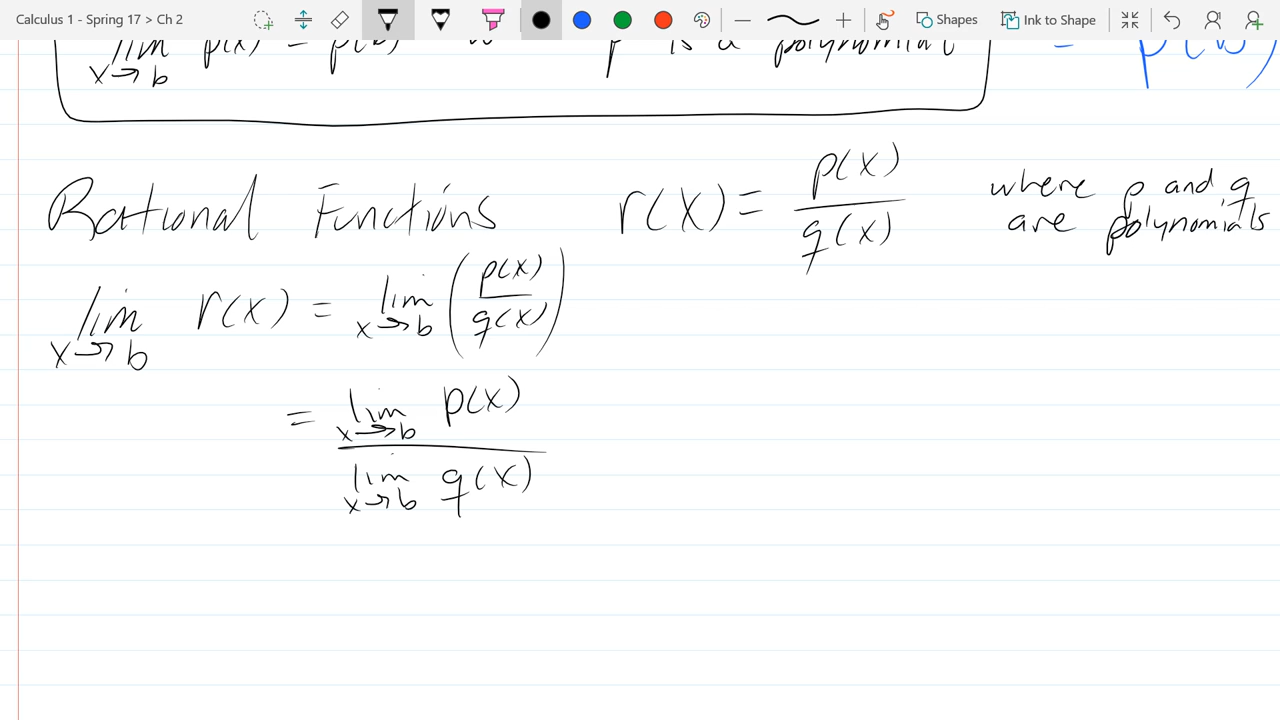 Calculus 1 - Spring 17 > Ch 2
Shapes
Ink to Shape
lim p(x) = p(b) p is a polynomial = p(b)
x→b
Rational Functions r(x) = p(x)/q(x) where p and q
are polynomials
lim r(x) = lim (p(x)/q(x))
x→b x→b
= lim p(x)
x→b
lim q(x)
x→b